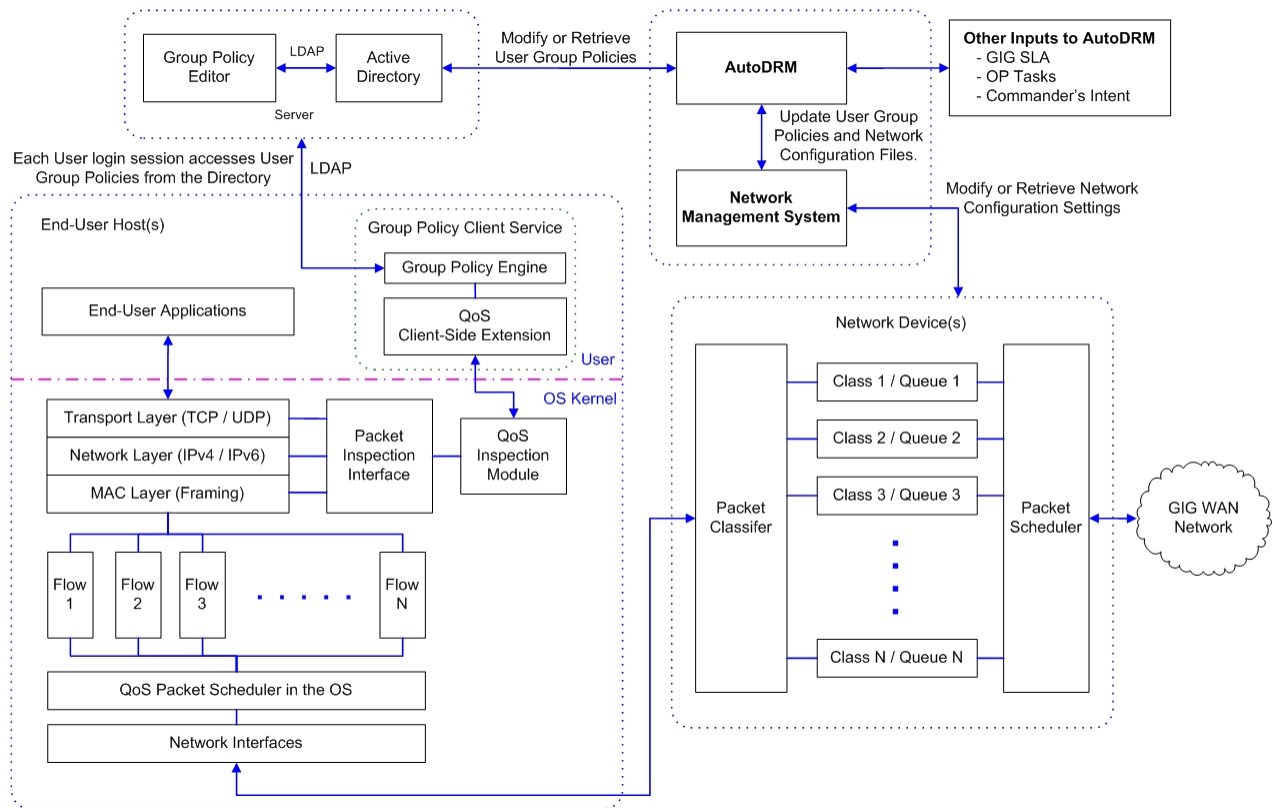 Group Policy
Editor
LDAP
Active
Directory
Server
Modify or Retrieve
User Group Policies
AutoDRM
Other Inputs to AutoDRM
- GIG SLA
- OP Tasks
- Commander's Intent
Update User Group
Policies and Network
Configuration Files.
Network
Management System
Modify or Retrieve Network
Configuration Settings
Each User login session accesses User
Group Policies from the Directory
LDAP
End-User Host(s)
Group Policy Client Service
Group Policy Engine
QoS
Client-Side Extension
End-User Applications
User
OS Kernel
Transport Layer (TCP / UDP)
Network Layer (IPv4 / IPv6)
MAC Layer (Framing)
Packet
Inspection
Interface
QoS
Inspection
Module
Flow
1
Flow
2
Flow
3
Flow
N
QoS Packet Scheduler in the OS
Network Interfaces
Network Device(s)
Packet
Classifer
Class 1 / Queue 1
Class 2 / Queue 2
Class 3 / Queue 3
Class N / Queue N
Packet
Scheduler
GIG WAN
Network